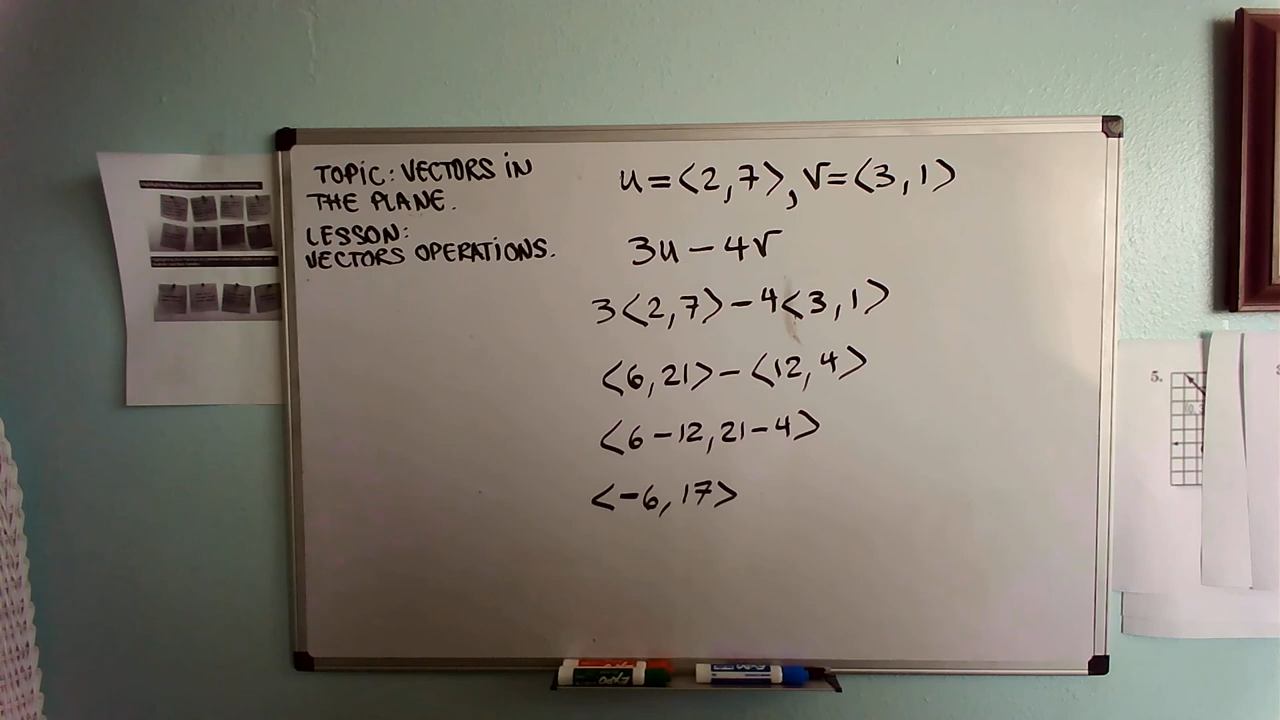 TOPIC: VECTORS IN
THE PLANE.
LESSON:
VECTORS OPERATIONS.
u=<2,7>, v=<3,1>
3u-4v
3<2,7>-4<3,1>
<6,21>-<12,4>
<6-12,21-4>
<-6,17>
5.
EXPO